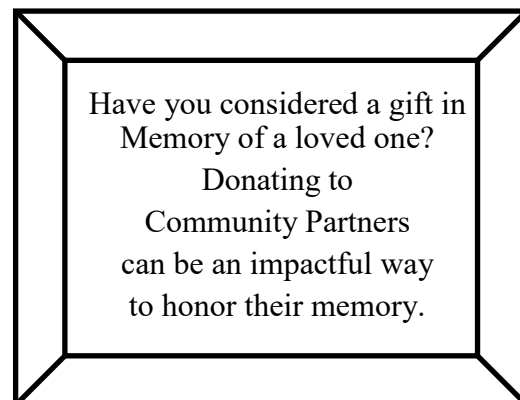 Have you considered a gift in
Memory of a loved one?
Donating to
Community Partners
can be an impactful way
to honor their memory.